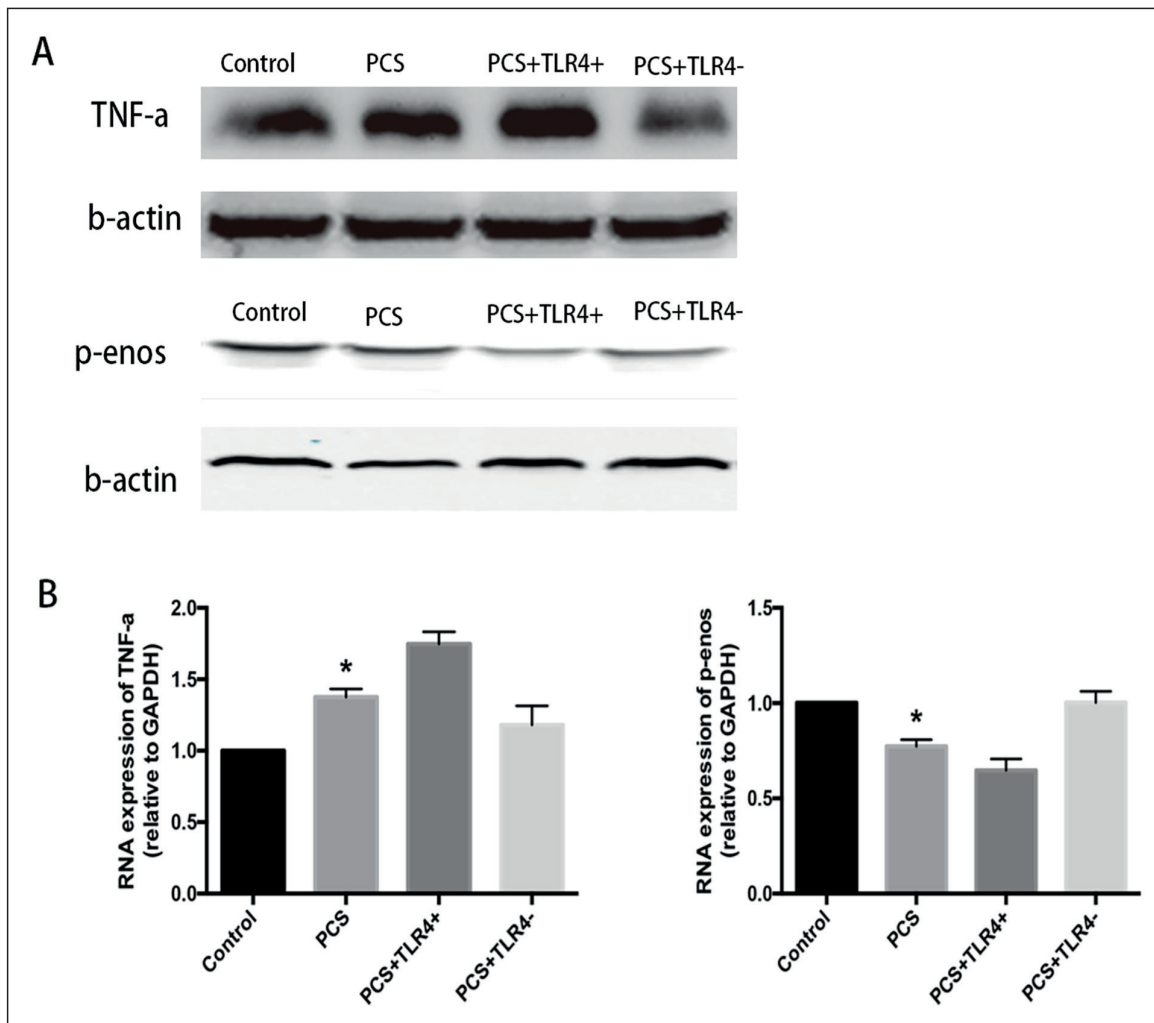 A
Control PCS PCS+TLR4+ PCS+TLR4-
TNF-a
b-actin
Control PCS PCS+TLR4+ PCS+TLR4-
p-enos
b-actin
B
RNA expression of TNF-a
(relative to GAPDH)
2.0
1.5
1.0
0.5
0.0
*
Control PCS PCS+TLR4+ PCS+TLR4-
RNA expression of p-enos
(relative to GAPDH)
1.5
1.0
0.5
0.0
*
Control PCS PCS+TLR4+ PCS+TLR4-